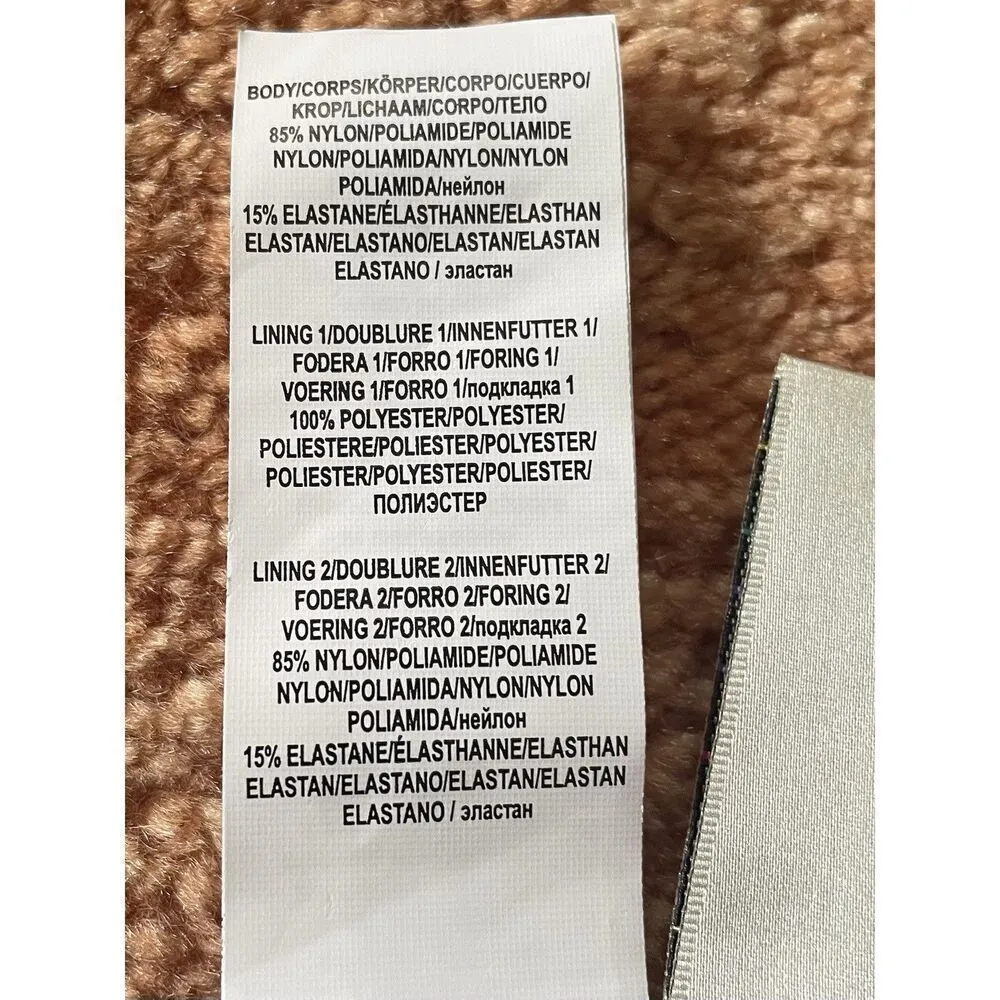 BODY/CORPS/KÖRPER/CORPO/CUERPO/
KROP/LICHAAM/CORPO/ТЕЛО
85% NYLON/POLIAMIDE/POLIAMIDE
NYLON/POLIAMIDA/NYLON/NYLON
POLIAMIDA/нейлон
15% ELASTANE/ÉLASTHANNE/ELASTHAN
ELASTAN/ELASTANO/ELASTAN/ELASTAN
ELASTANO / эластан
LINING 1/DOUBLURE 1/INNENFUTTER 1/
FODERA 1/FORRO 1/FORING 1/
VOERING 1/FORRO 1/подкладка 1
100% POLYESTER/POLYESTER/
POLIESTERE/POLIESTER/POLYESTER/
POLIESTER/POLYESTER/POLIESTER/
ПОЛИЭСТЕР
LINING 2/DOUBLURE 2/INNENFUTTER 2/
FODERA 2/FORRO 2/FORING 2/
VOERING 2/FORRO 2/подкладка 2
85% NYLON/POLIAMIDE/POLIAMIDE
NYLON/POLIAMIDA/NYLON/NYLON
POLIAMIDA/нейлон
15% ELASTANE/ÉLASTHANNE/ELASTHAN
ELASTAN/ELASTANO/ELASTAN/ELASTAN
ELASTANO / эластан